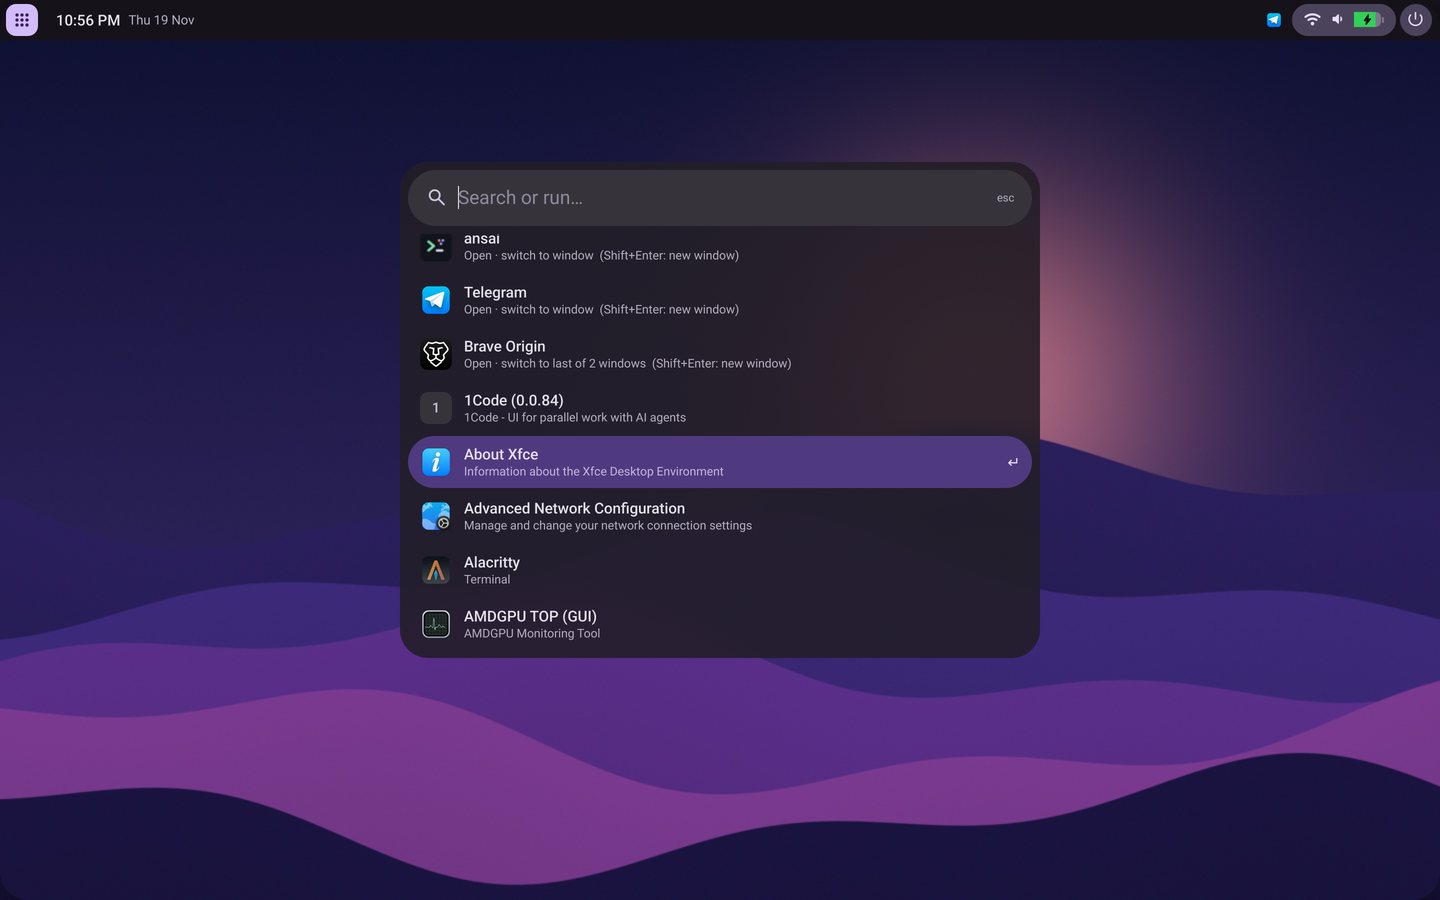 10:56 PM Thu 19 Nov
Search or run...
esc
ansai
Open · switch to window (Shift+Enter: new window)
Telegram
Open · switch to window (Shift+Enter: new window)
Brave Origin
Open · switch to last of 2 windows (Shift+Enter: new window)
1
1Code (0.0.84)
1Code - UI for parallel work with AI agents
About Xfce
Information about the Xfce Desktop Environment
Advanced Network Configuration
Manage and change your network connection settings
Alacritty
Terminal
AMDGPU TOP (GUI)
AMDGPU Monitoring Tool